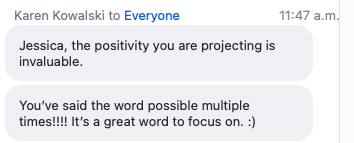 Karen Kowalski to Everyone 11:47 a.m.
Jessica, the positivity you are projecting is
invaluable.
You've said the word possible multiple
times!!!! It's a great word to focus on. :)